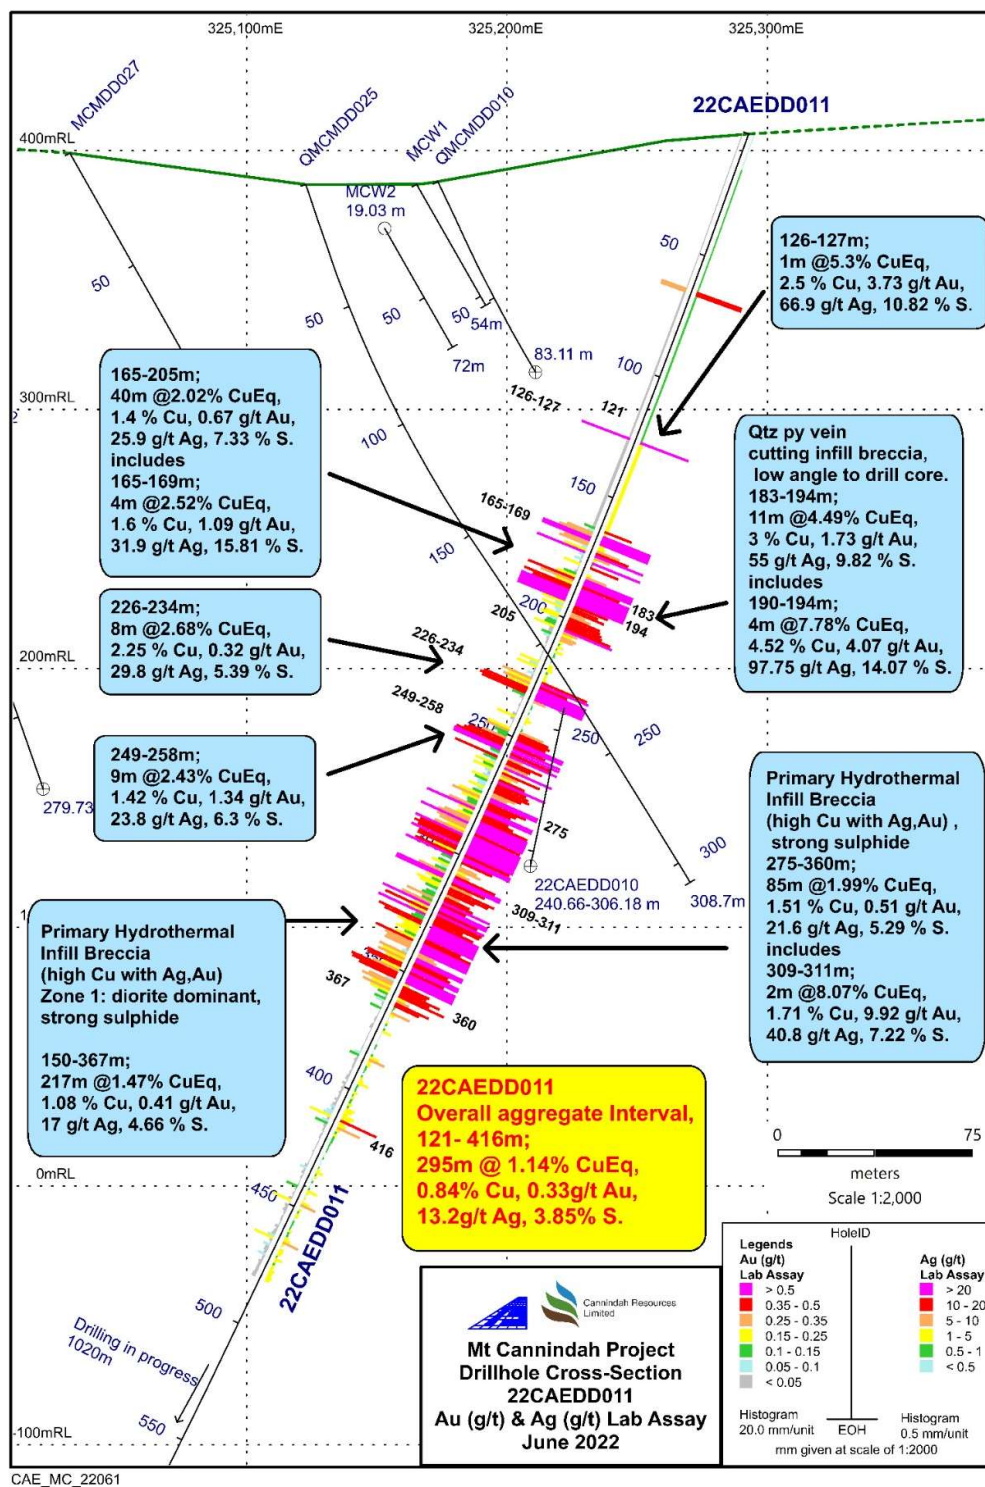 325,100mE
325,200mE
325,300mE
MCMDD027
QMCMDD025
MCW1
QMCMDD010
22CAEDD011
400mRL
MCW2
19.03 m
50
50
50
50
50
54m
72m
83.11 m
126-127m;
1m @5.3% CuEq,
2.5 % Cu, 3.73 g/t Au,
66.9 g/t Ag, 10.82 % S.
300mRL
100
126-127
121
100
165-205m;
40m @2.02% CuEq,
1.4 % Cu, 0.67 g/t Au,
25.9 g/t Ag, 7.33 % S.
includes
165-169m;
4m @2.52% CuEq,
1.6 % Cu, 1.09 g/t Au,
31.9 g/t Ag, 15.81 % S.
Qtz py vein
cutting infill breccia,
low angle to drill core.
183-194m;
11m @4.49% CuEq,
3 % Cu, 1.73 g/t Au,
55 g/t Ag, 9.82 % S.
includes
190-194m;
4m @7.78% CuEq,
4.52 % Cu, 4.07 g/t Au,
97.75 g/t Ag, 14.07 % S.
150
165-169
150
200
183
194
205
226-234m;
8m @2.68% CuEq,
2.25 % Cu, 0.32 g/t Au,
29.8 g/t Ag, 5.39 % S.
226-234
200mRL
249-258
250
250
250
249-258m;
9m @2.43% CuEq,
1.42 % Cu, 1.34 g/t Au,
23.8 g/t Ag, 6.3 % S.
279.73
275
300
22CAEDD010
240.66-306.18 m
308.7m
309-311
Primary Hydrothermal
Infill Breccia
(high Cu with Ag,Au) ,
strong sulphide
275-360m;
85m @1.99% CuEq,
1.51 % Cu, 0.51 g/t Au,
21.6 g/t Ag, 5.29 % S.
includes
309-311m;
2m @8.07% CuEq,
1.71 % Cu, 9.92 g/t Au,
40.8 g/t Ag, 7.22 % S.
Primary Hydrothermal
Infill Breccia
(high Cu with Ag,Au)
Zone 1: diorite dominant,
strong sulphide
150-367m;
217m @1.47% CuEq,
1.08 % Cu, 0.41 g/t Au,
17 g/t Ag, 4.66 % S.
367
360
400
416
22CAEDD011
Overall aggregate Interval,
121- 416m;
295m @ 1.14% CuEq,
0.84% Cu, 0.33g/t Au,
13.2g/t Ag, 3.85% S.
0 75
meters
Scale 1:2,000
0mRL
450
22CAEDD011
500
Drilling in progress
1020m
550
-100mRL
Cannindah Resources
Limited
Mt Cannindah Project
Drillhole Cross-Section
22CAEDD011
Au (g/t) & Ag (g/t) Lab Assay
June 2022
HoleID
Legends
Au (g/t)
Lab Assay
> 0.5
0.35 - 0.5
0.25 - 0.35
0.15 - 0.25
0.1 - 0.15
0.05 - 0.1
< 0.05
Ag (g/t)
Lab Assay
> 20
10 - 20
5 - 10
1 - 5
0.5 - 1
< 0.5
Histogram
20.0 mm/unit
EOH
Histogram
0.5 mm/unit
mm given at scale of 1:2000
CAE_MC_22061